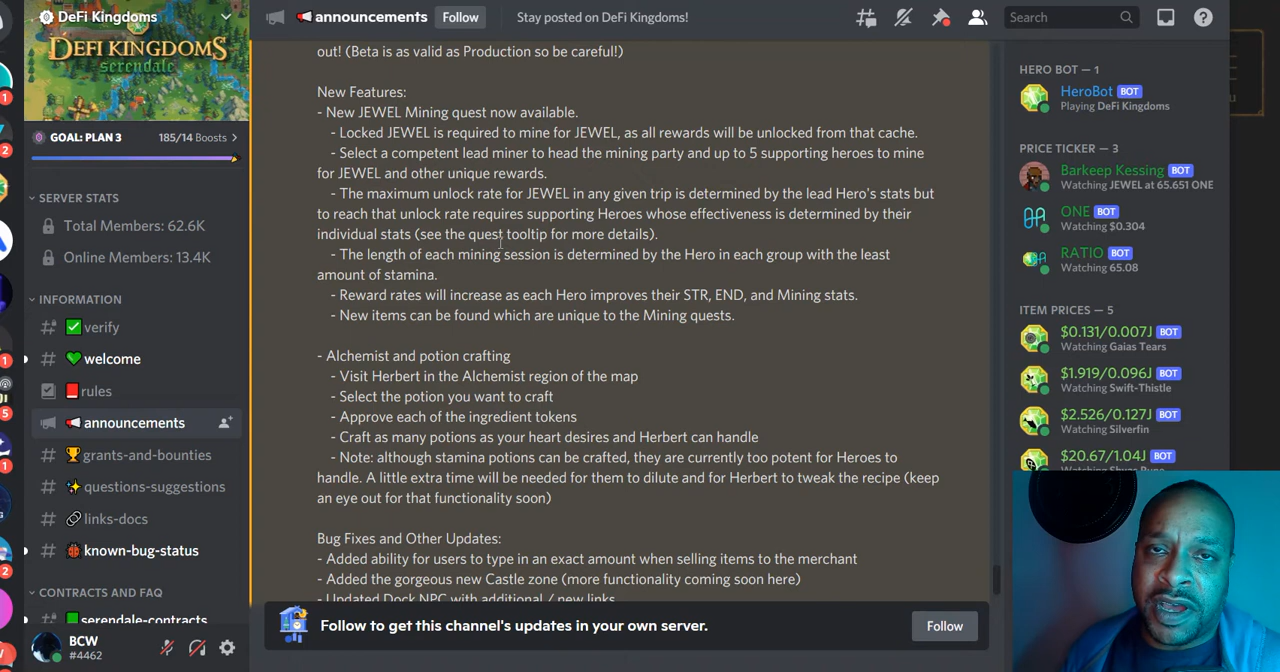 DeFi Kingdoms
DEFI KINGDOMS
serendale
GOAL: PLAN 3
185/14 Boosts
SERVER STATS
Total Members: 62.6K
Online Members: 13.4K
INFORMATION
verify
welcome
rules
announcements
grants-and-bounties
questions-suggestions
links-docs
known-bug-status
CONTRACTS AND FAQ
serendale-contracts
BCW
#4462
announcements
Follow
Stay posted on DeFi Kingdoms!
Search
out! (Beta is as valid as Production so be careful!)
New Features:
- New JEWEL Mining quest now available.
- Locked JEWEL is required to mine for JEWEL, as all rewards will be unlocked from that cache.
- Select a competent lead miner to head the mining party and up to 5 supporting heroes to mine
for JEWEL and other unique rewards.
- The maximum unlock rate for JEWEL in any given trip is determined by the lead Hero's stats but
to reach that unlock rate requires supporting Heroes whose effectiveness is determined by their
individual stats (see the quest tooltip for more details).
- The length of each mining session is determined by the Hero in each group with the least
amount of stamina.
- Reward rates will increase as each Hero improves their STR, END, and Mining stats.
- New items can be found which are unique to the Mining quests.
- Alchemist and potion crafting
- Visit Herbert in the Alchemist region of the map
- Select the potion you want to craft
- Approve each of the ingredient tokens
- Craft as many potions as your heart desires and Herbert can handle
- Note: although stamina potions can be crafted, they are currently too potent for Heroes to
handle. A little extra time will be needed for them to dilute and for Herbert to tweak the recipe (keep
an eye out for that functionality soon)
Bug Fixes and Other Updates:
- Added ability for users to type in an exact amount when selling items to the merchant
- Added the gorgeous new Castle zone (more functionality coming soon here)
- Updated Dock NPC with additional / new links
Follow to get this channel's updates in your own server.
Follow
HERO BOT — 1
HeroBot BOT
Playing DeFi Kingdoms
PRICE TICKER — 3
Barkeep Kessing BOT
Watching JEWEL at 65.651 ONE
ONE BOT
Watching $0.304
RATIO BOT
Watching 65.08
ITEM PRICES — 5
$0.131/0.007J BOT
Watching Gaias Tears
$1.919/0.096J BOT
Watching Swift-Thistle
$2.526/0.127J BOT
Watching Silverfin
$20.67/1.04J BOT